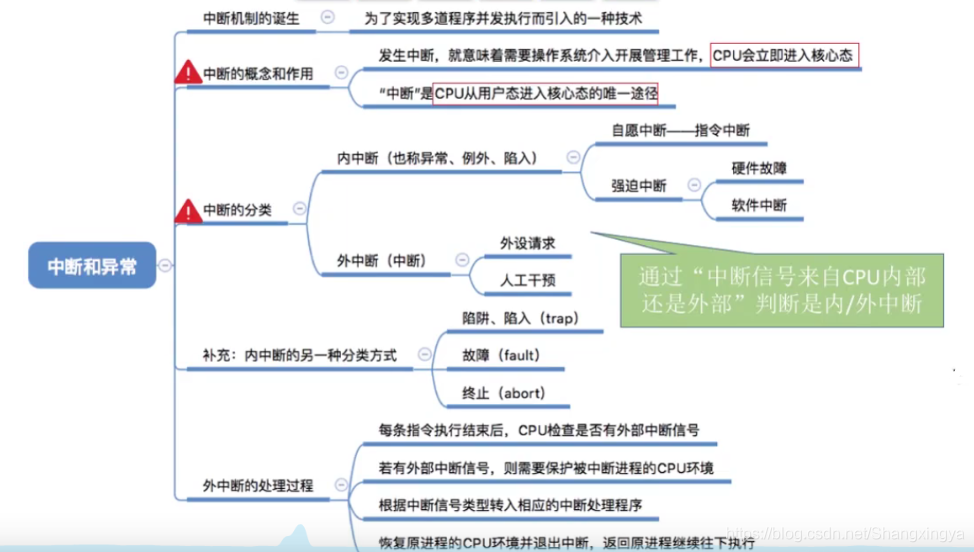 中断机制的诞生
为了实现多道程序并发执行而引入的一种技术
中断的概念和作用
发生中断，就意味着需要操作系统介入开展管理工作，CPU会立即进入核心态
“中断”是CPU从用户态进入核心态的唯一途径
中断的分类
内中断（也称异常、例外、陷入）
自愿中断——指令中断
强迫中断
硬件故障
软件中断
外中断（中断）
外设请求
人工干预
通过“中断信号来自CPU内部
还是外部”判断是内/外中断
中断和异常
补充：内中断的另一种分类方式
陷阱、陷入（trap）
故障（fault）
终止（abort）
外中断的处理过程
每条指令执行结束后，CPU检查是否有外部中断信号
若有外部中断信号，则需要保护被中断进程的CPU环境
根据中断信号类型转入相应的中断处理程序
恢复原进程的CPU环境并退出中断，返回原进程继续往下执行
https://blog.csdn.net/Shangxingya